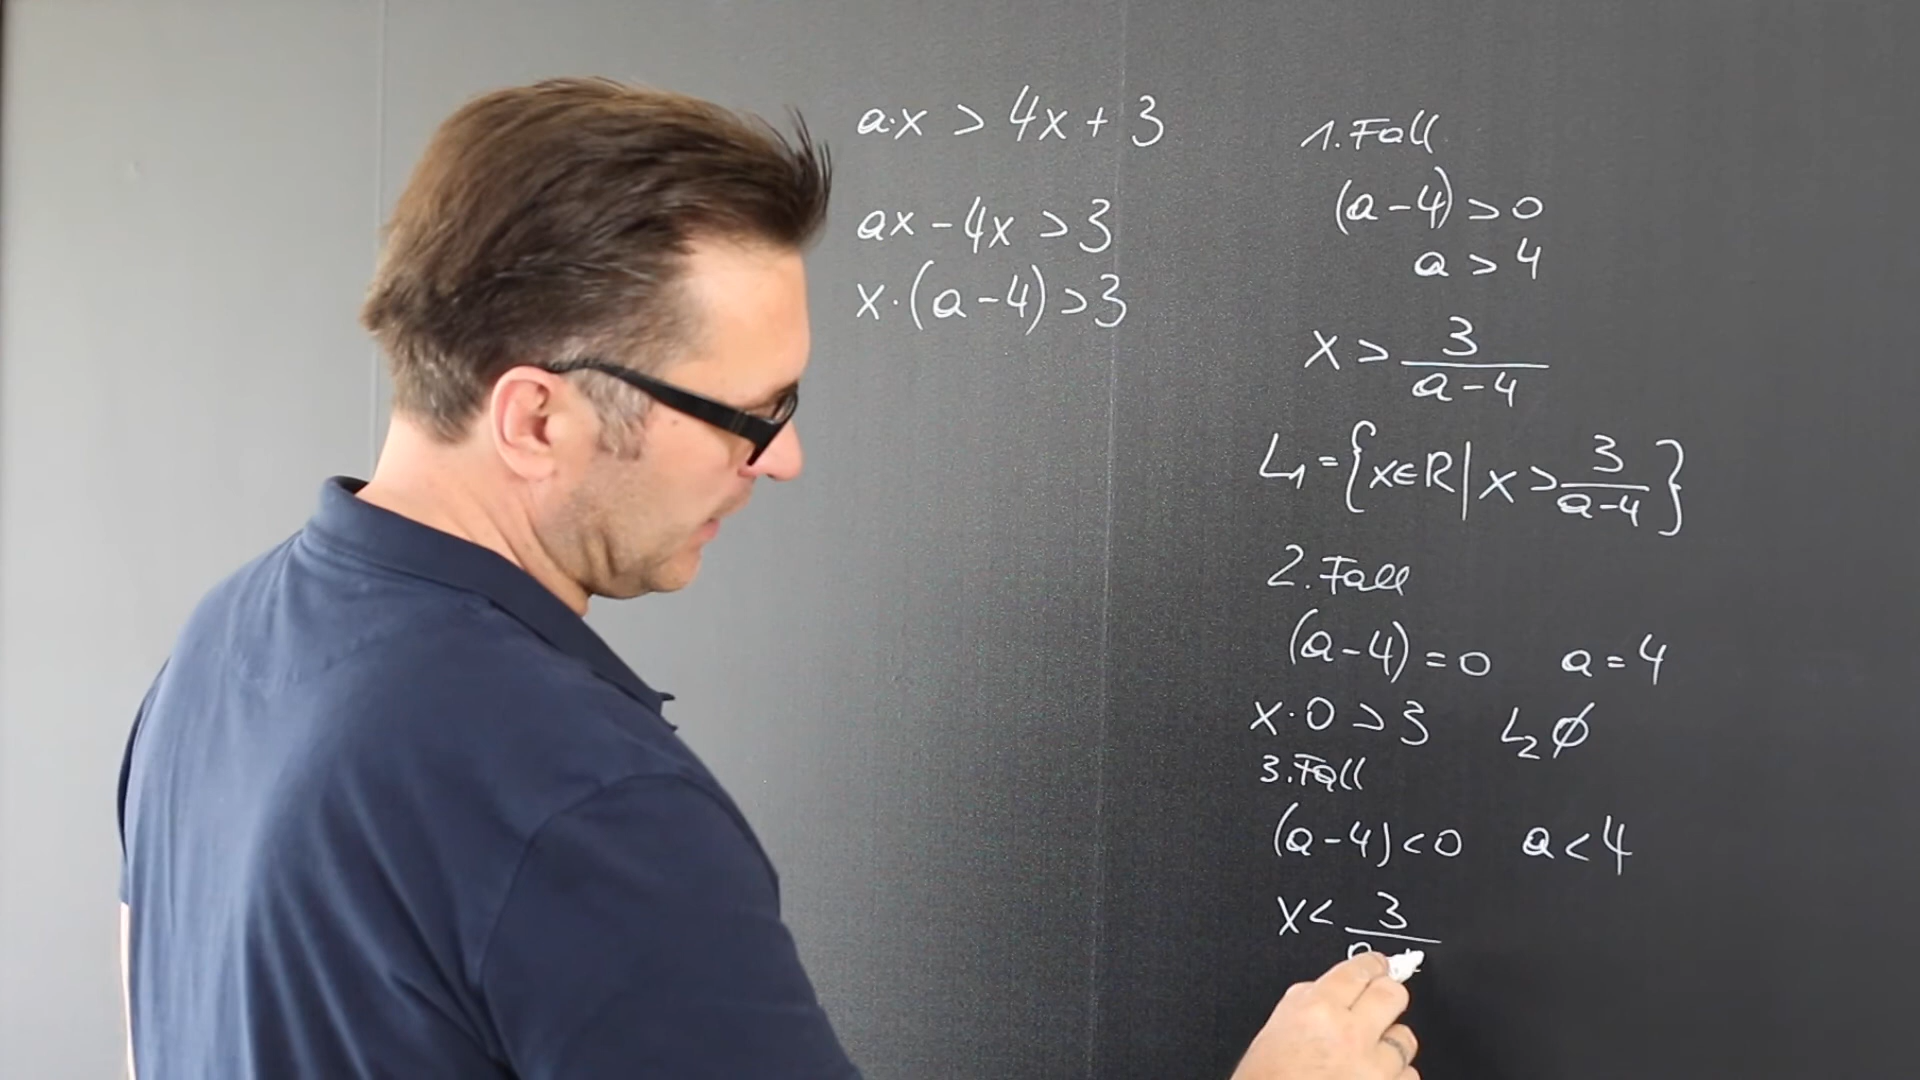 a·x > 4x + 3
ax - 4x > 3
x·(a-4) > 3
1. Fall
(a-4) > 0
a > 4
x > 3/(a-4)
L₁ = {x∈R | x > 3/(a-4)}
2. Fall
(a-4) = 0 a = 4
x·0 > 3 L₂ ∅
3. Fall
(a-4) < 0 a < 4
x < 3